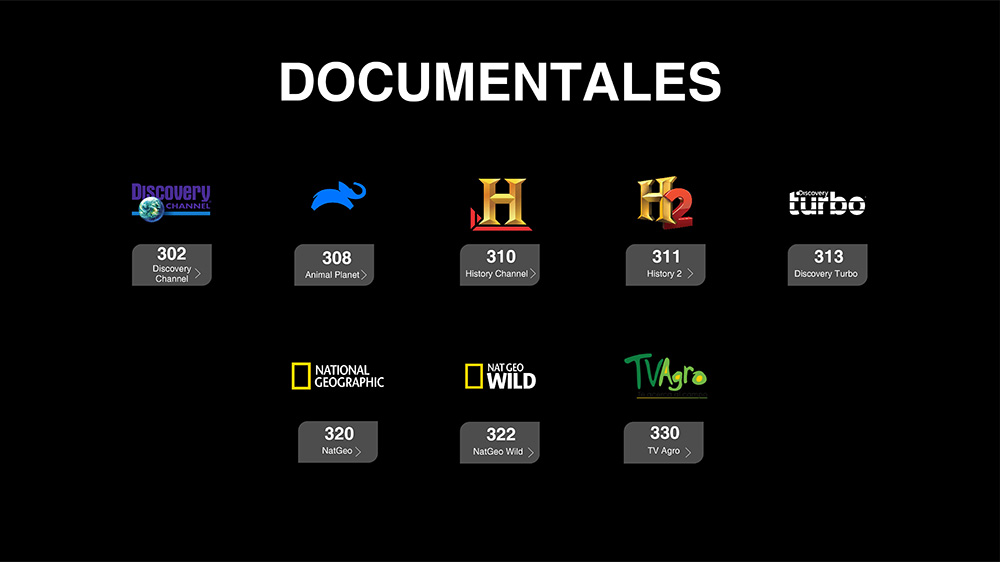 DOCUMENTALES
Discovery
CHANNEL
302
Discovery
Channel
308
Animal Planet
H
310
History Channel
H2
311
History 2
Discovery
turbo
313
Discovery Turbo
NATIONAL
GEOGRAPHIC
320
NatGeo
NAT GEO
WILD
322
NatGeo Wild
TVAgro
330
TV Agro